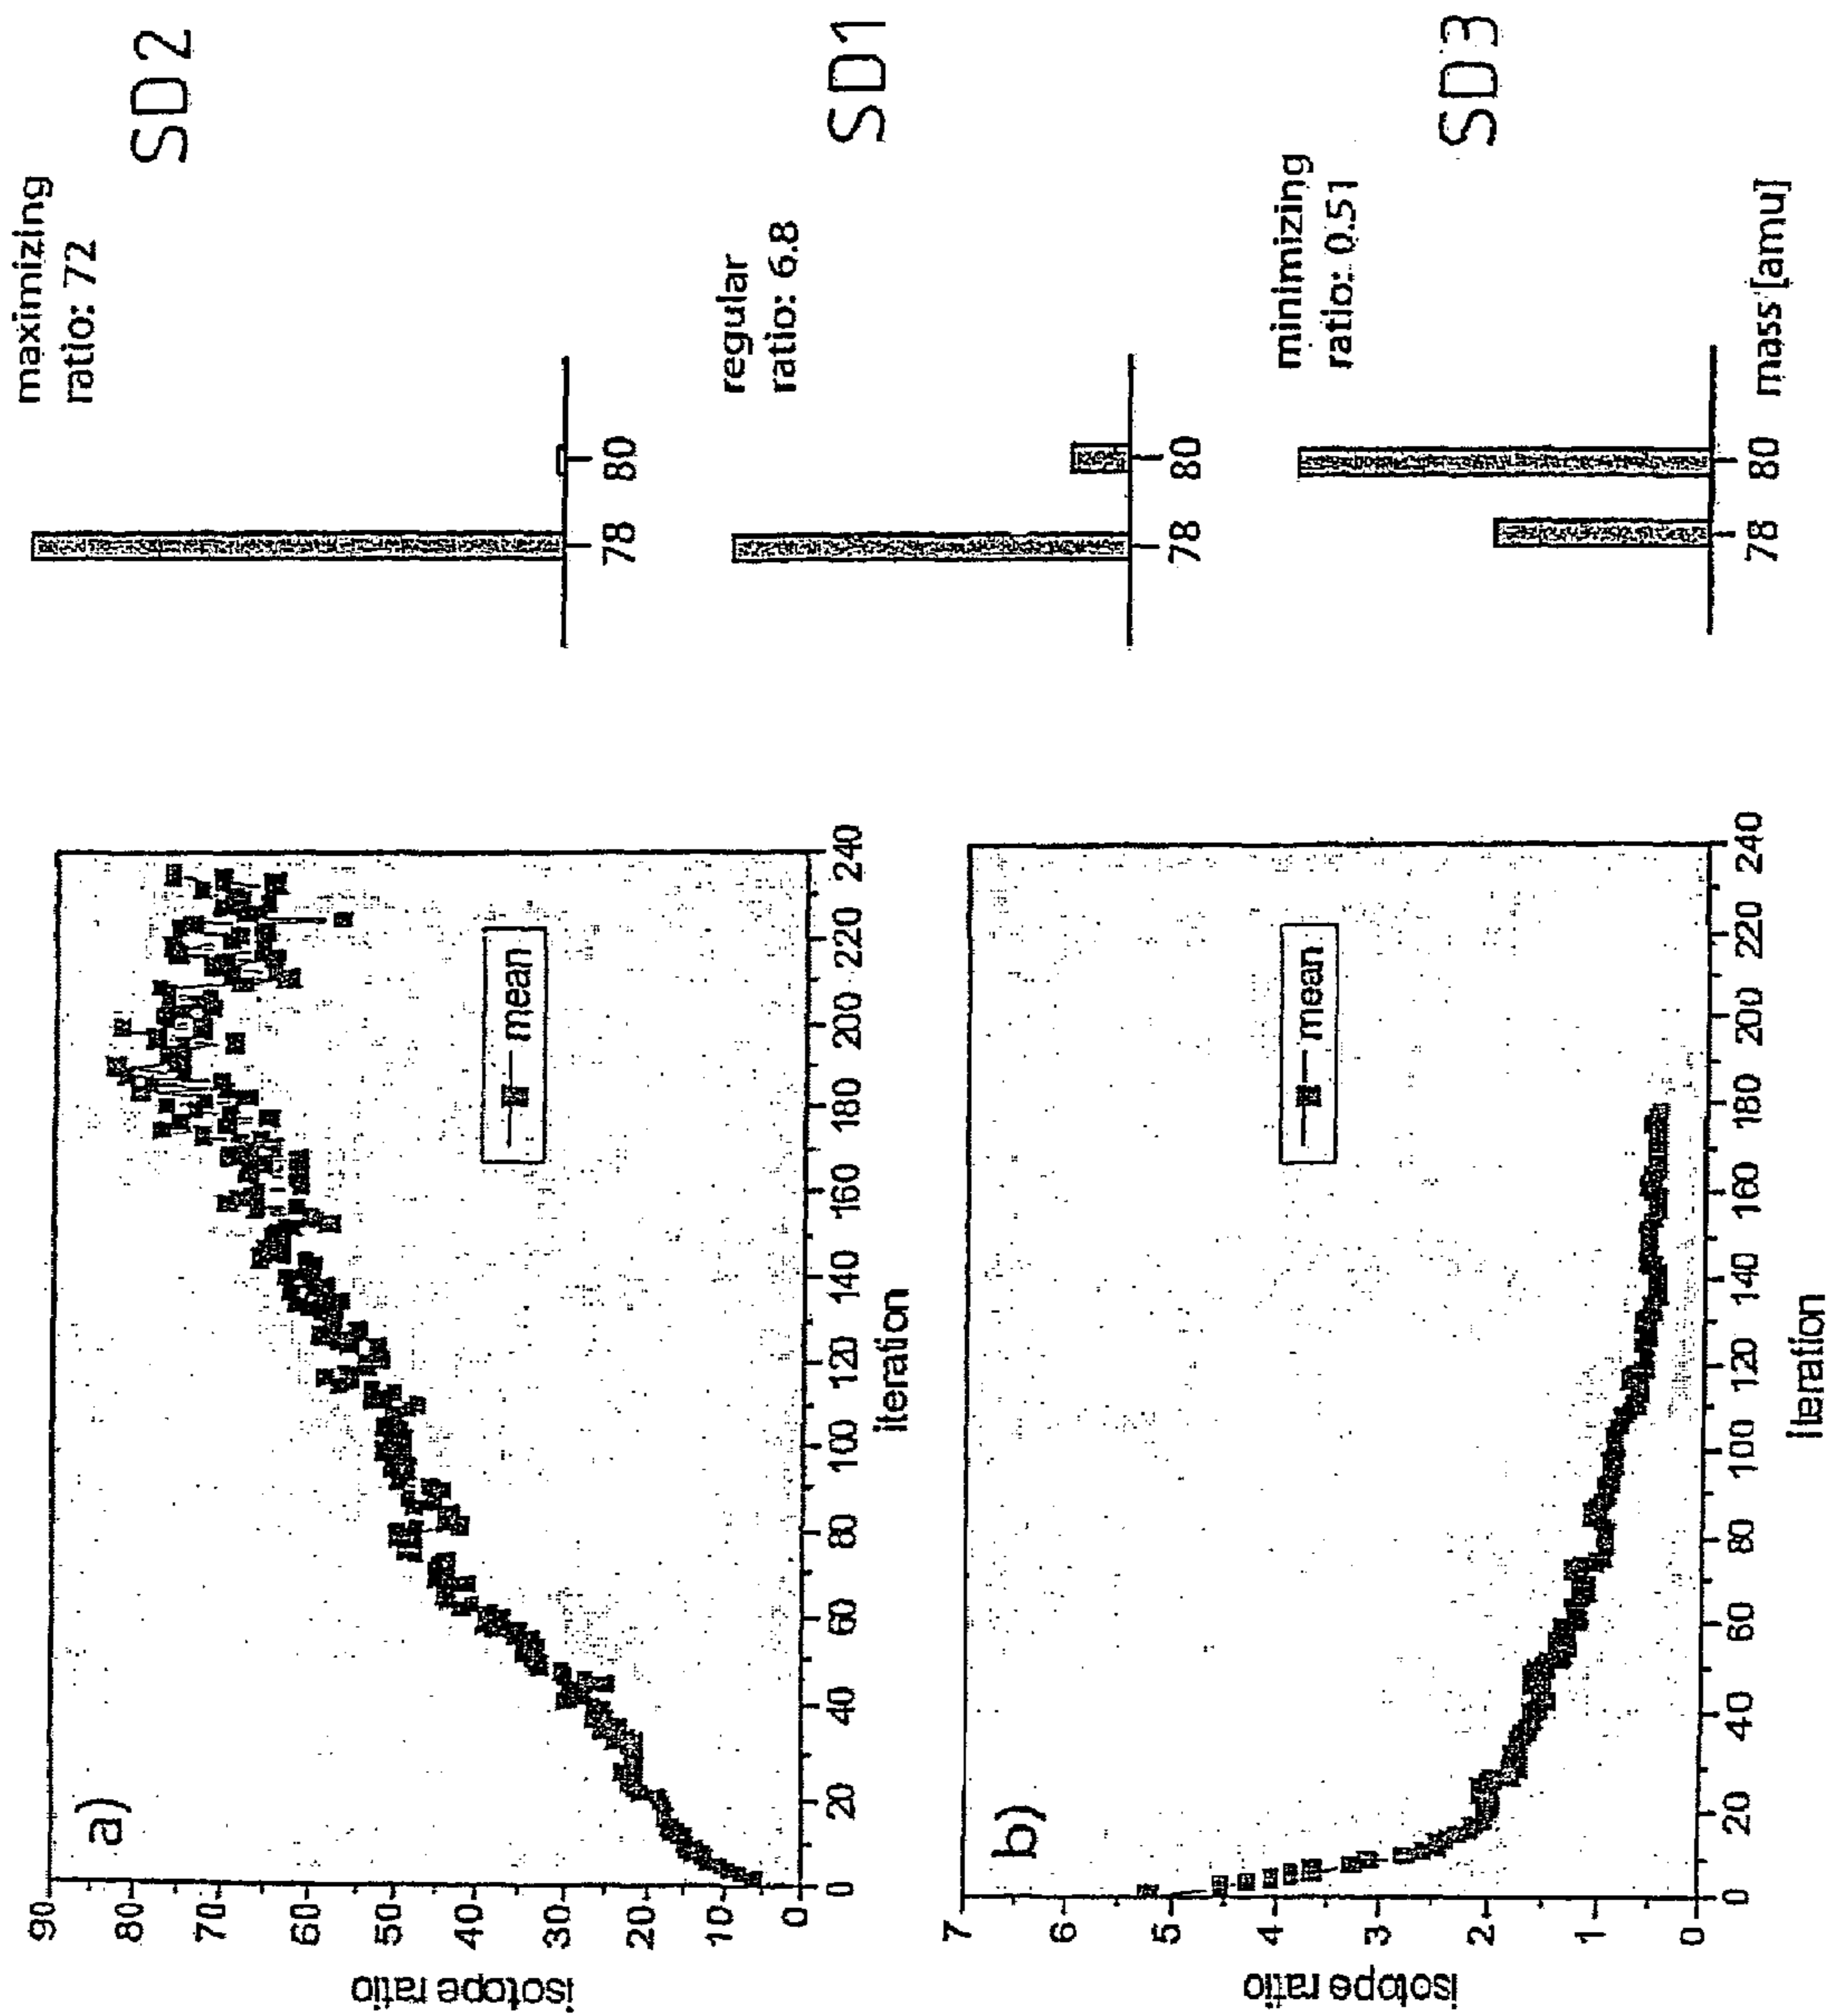 a)
isotope ratio
90
80
70
60
50
40
30
20
10
0
mean
0 20 40 60 80 100 120 140 160 180 200 220 240
iteration
b)
isotope ratio
7
6
5
4
3
2
1
0
mean
0 20 40 60 80 100 120 140 160 180 200 220 240
iteration
maximizing
ratio: 72
SD2
78 80
regular
ratio: 6.8
SD1
78 80
minimizing
ratio: 0.51
SD3
78 80 mass [amu]